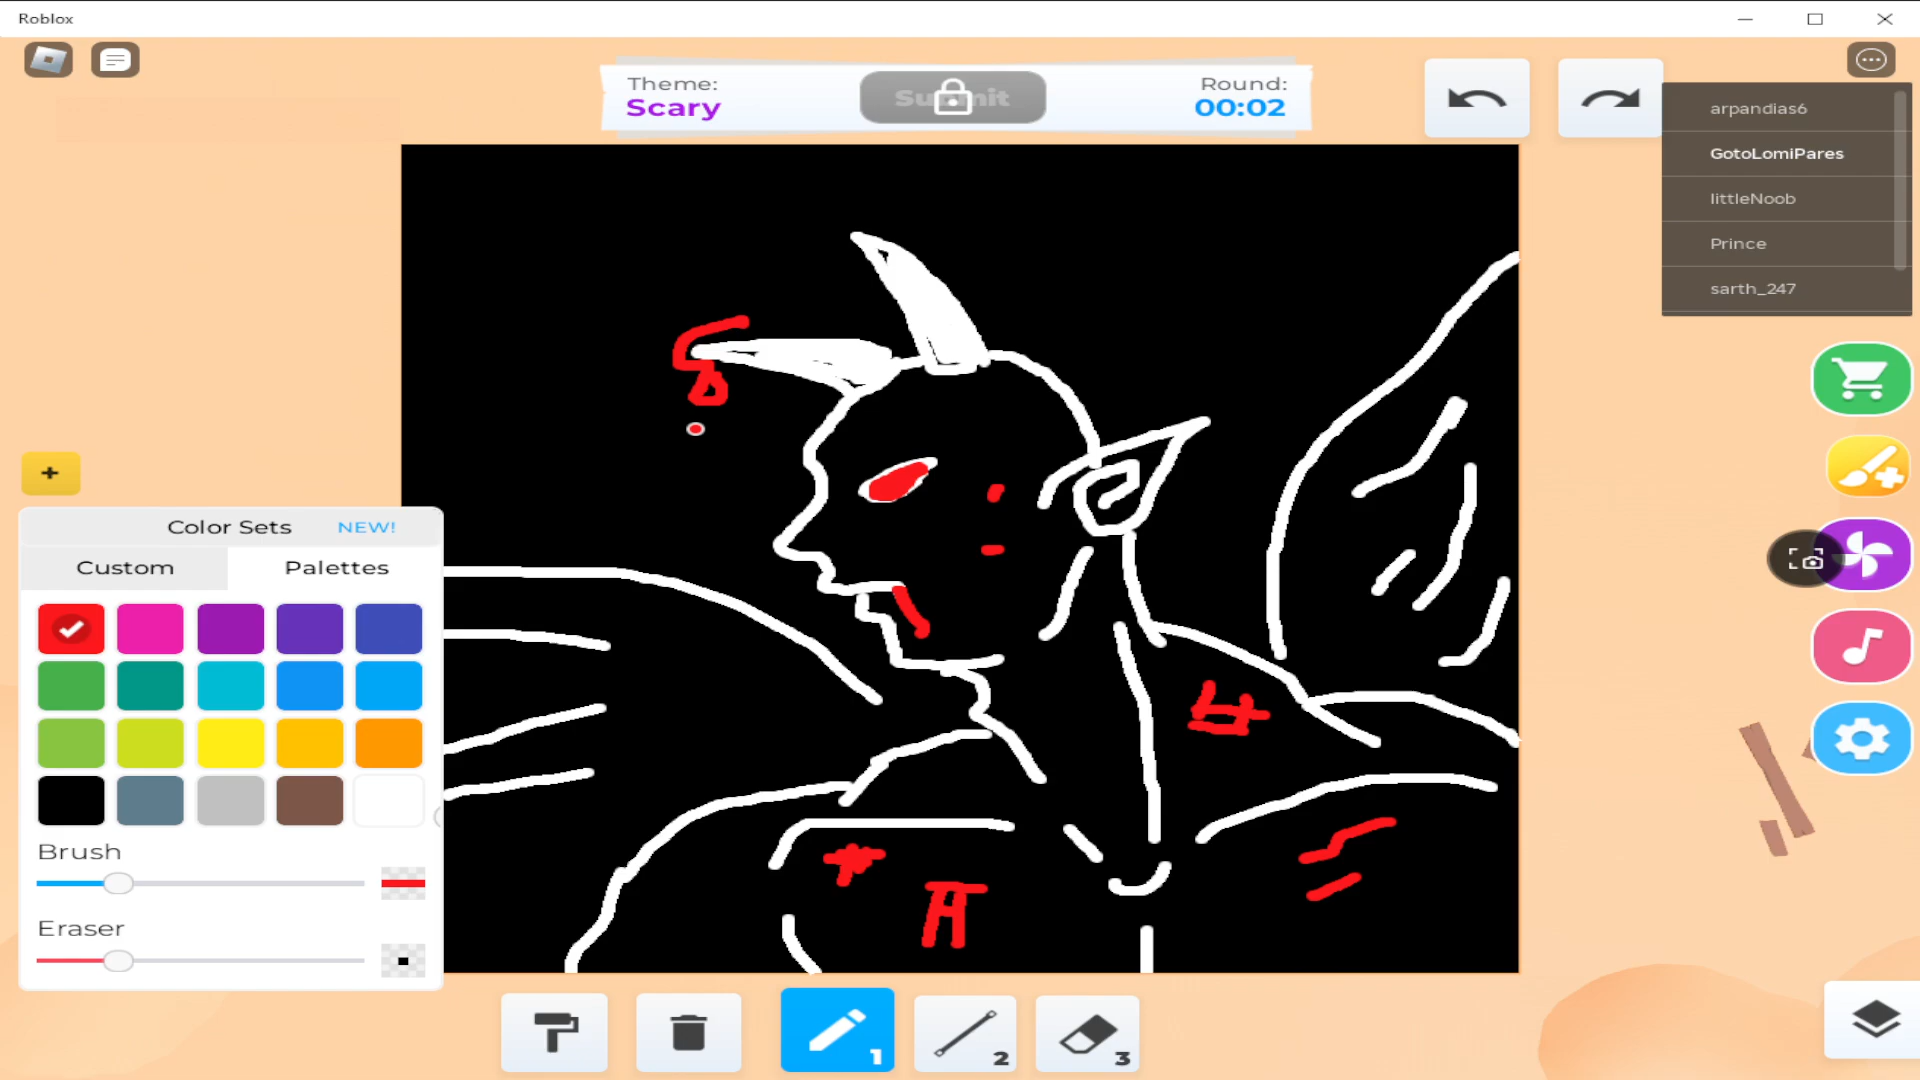 Roblox
Theme:
Scary
Submit
Round:
00:02
arpandias6
GotoLomiPares
littleNoob
Prince
sarth_247
Color Sets
NEW!
Custom
Palettes
Brush
Eraser
1
2
3